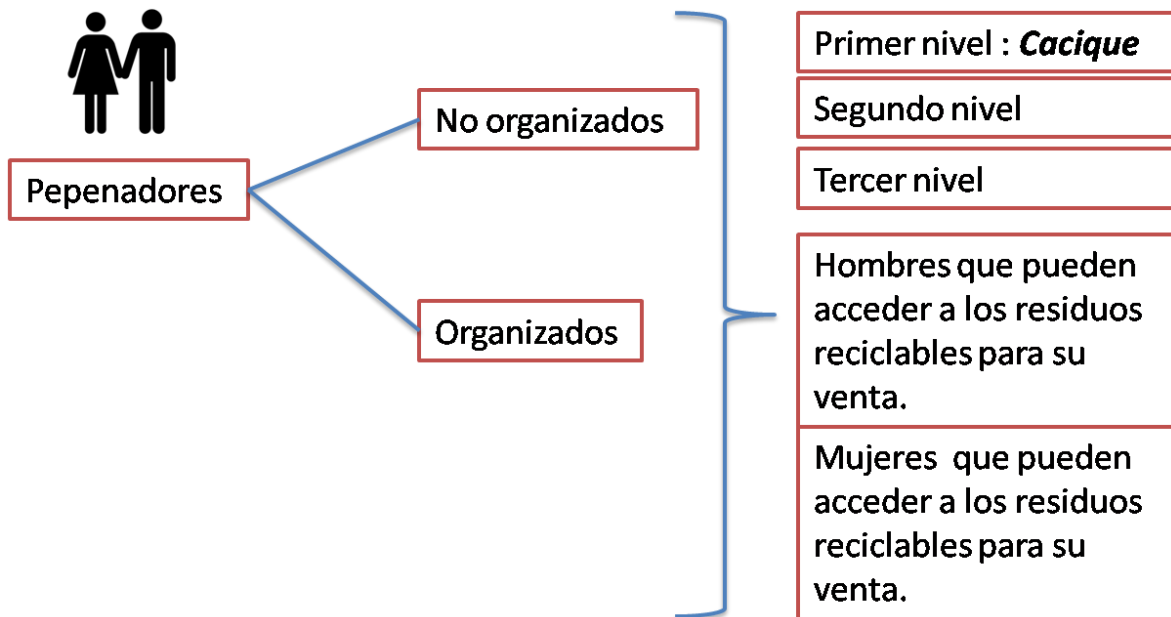 Pepenadores
No organizados
Organizados
Primer nivel : Cacique
Segundo nivel
Tercer nivel
Hombres que pueden
acceder a los residuos
reciclables para su
venta.
Mujeres que pueden
acceder a los residuos
reciclables para su
venta.